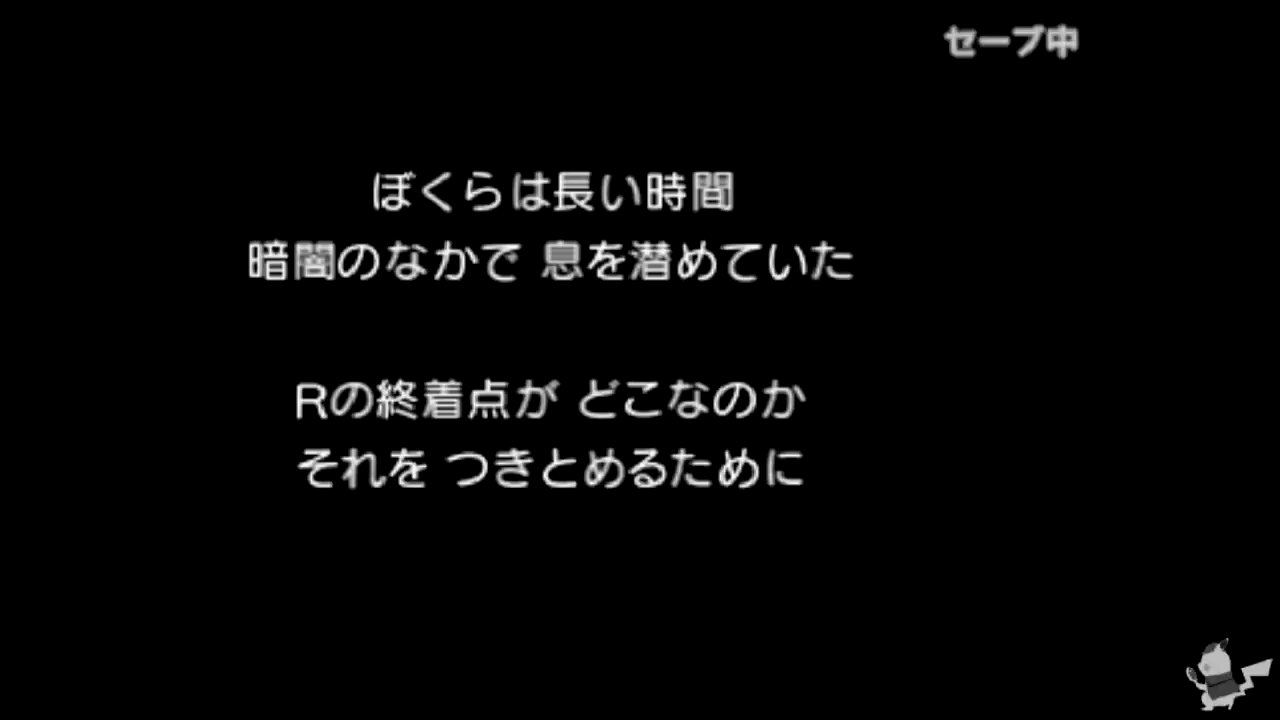 セーブ中
ぼくらは長い時間
暗闇のなかで 息を潜めていた
Rの終着点が どこなのか
それを つきとめるために